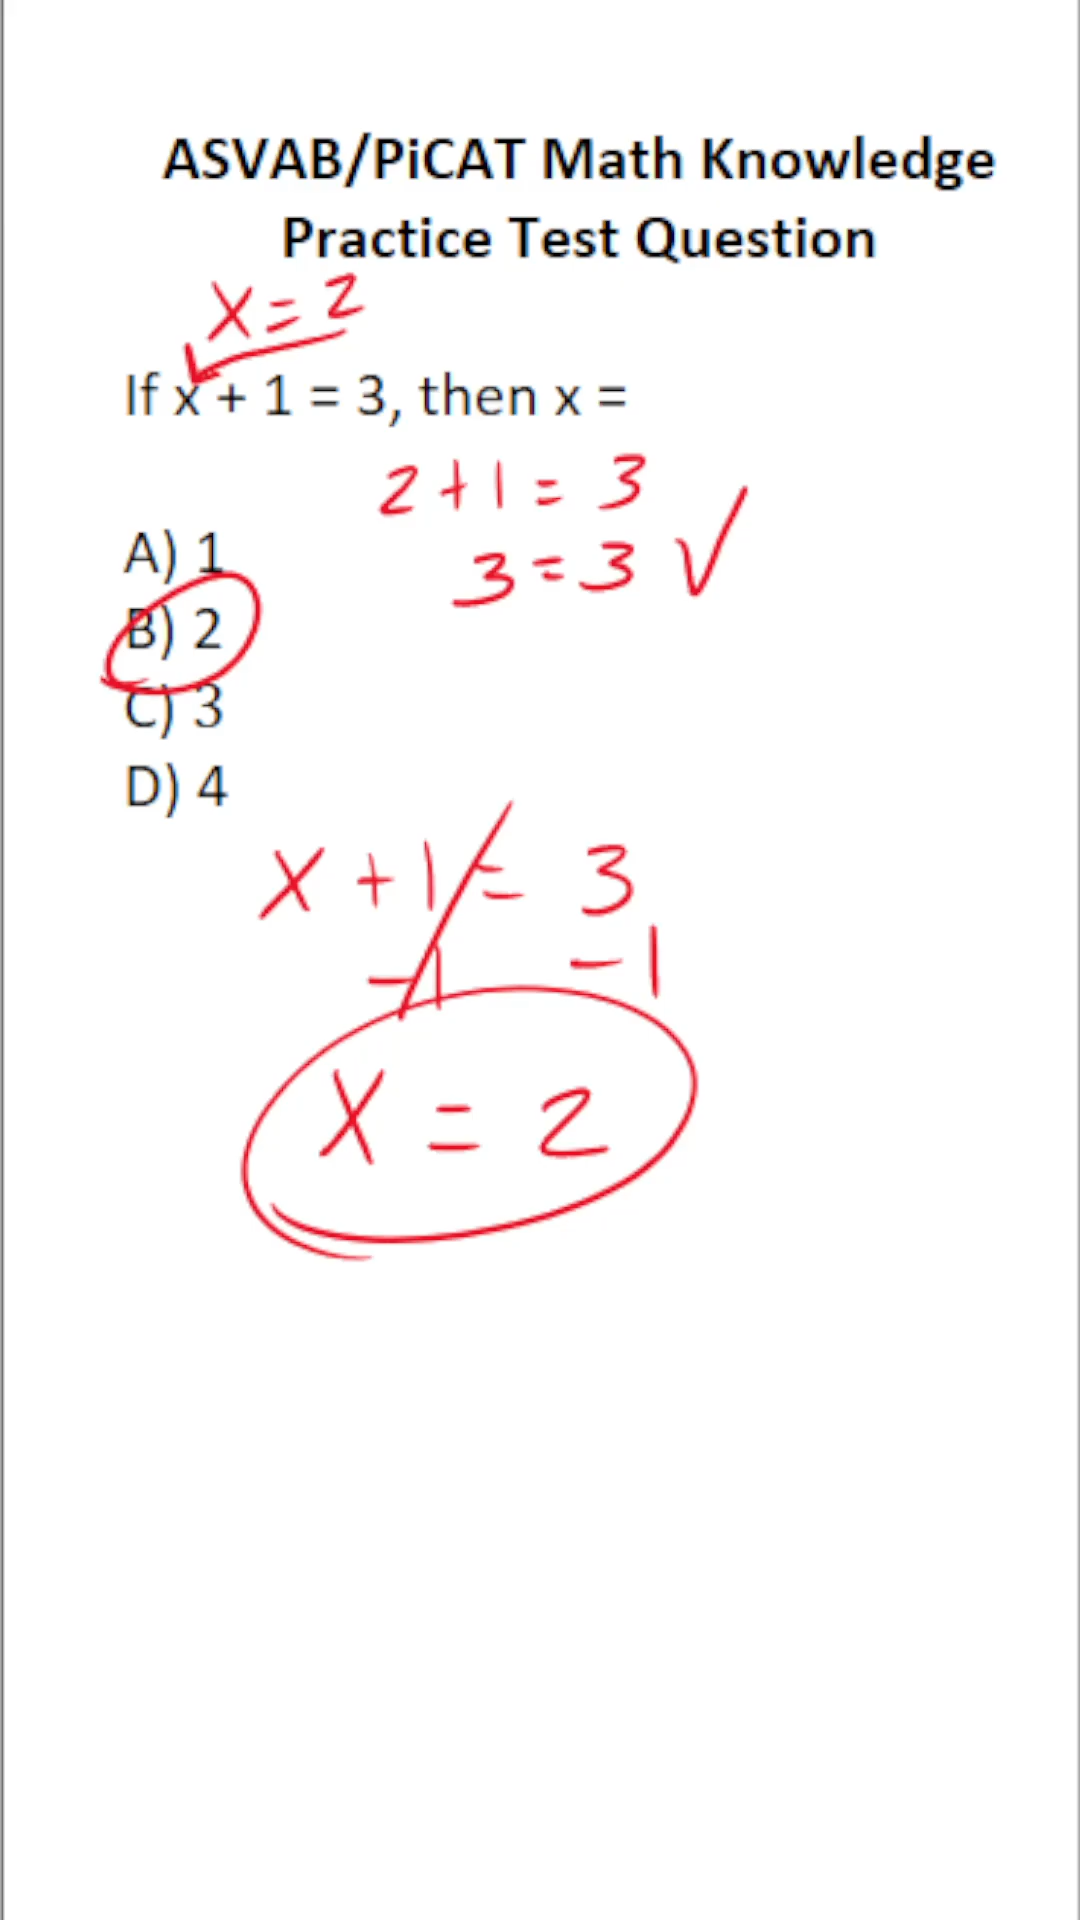 ASVAB/PiCAT Math Knowledge
Practice Test Question
x = 2
If x + 1 = 3, then x =
2 + 1 = 3
A) 1
3 = 3 ✓
B) 2
C) 3
D) 4
x + 1 = 3
-1 -1
x = 2